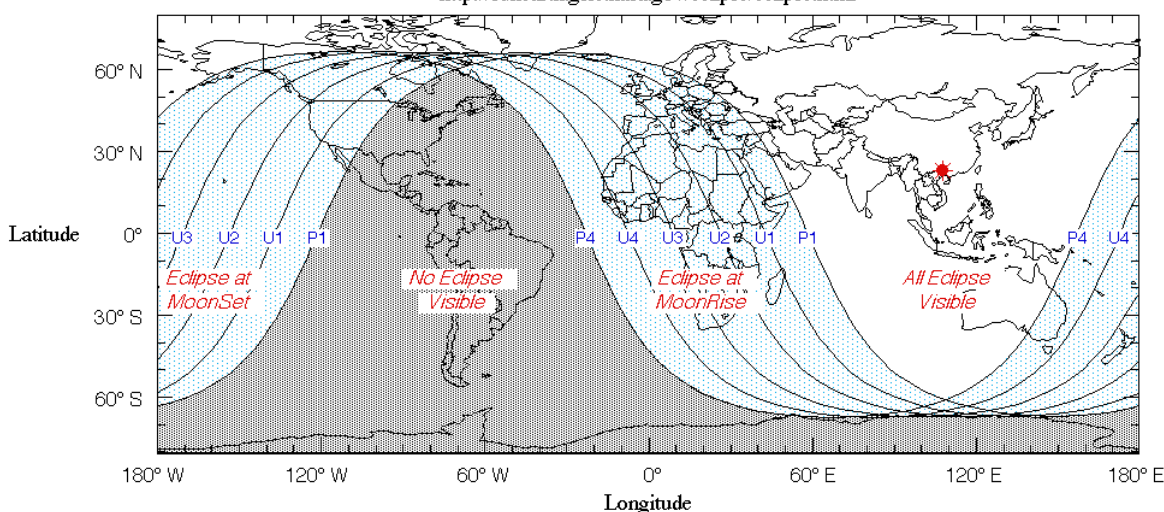 60° N
30° N
Latitude
0°
30° S
60° S
U3 U2 U1 P1 P4 U4 U3 U2 U1 P1 P4 U4
Eclipse at
MoonSet
No Eclipse
Visible
Eclipse at
MoonRise
All Eclipse
Visible
180° W 120° W 60° W 0° 60° E 120° E 180° E
Longitude